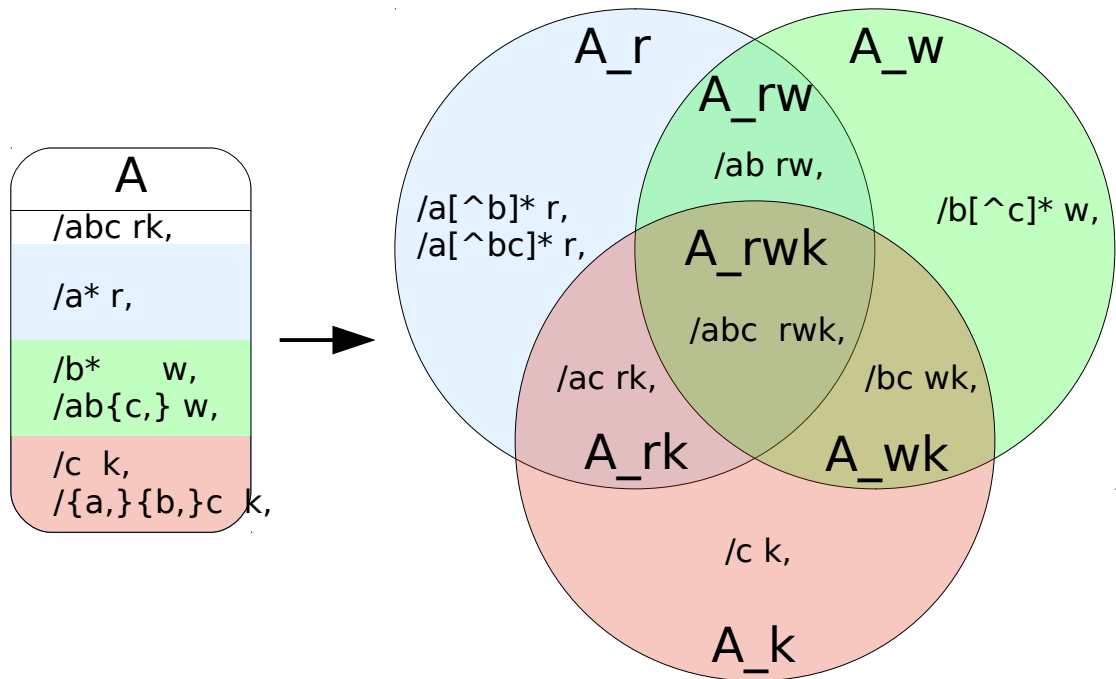 A
/abc rk,
/a* r,
/b* w,
/ab{c,} w,
/c k,
/{a,}{b,}c k,
A_r
A_w
A_rw
/ab rw,
/a[^b]* r,
/a[^bc]* r,
/b[^c]* w,
A_rwk
/abc rwk,
/ac rk,
/bc wk,
A_rk
A_wk
/c k,
A_k